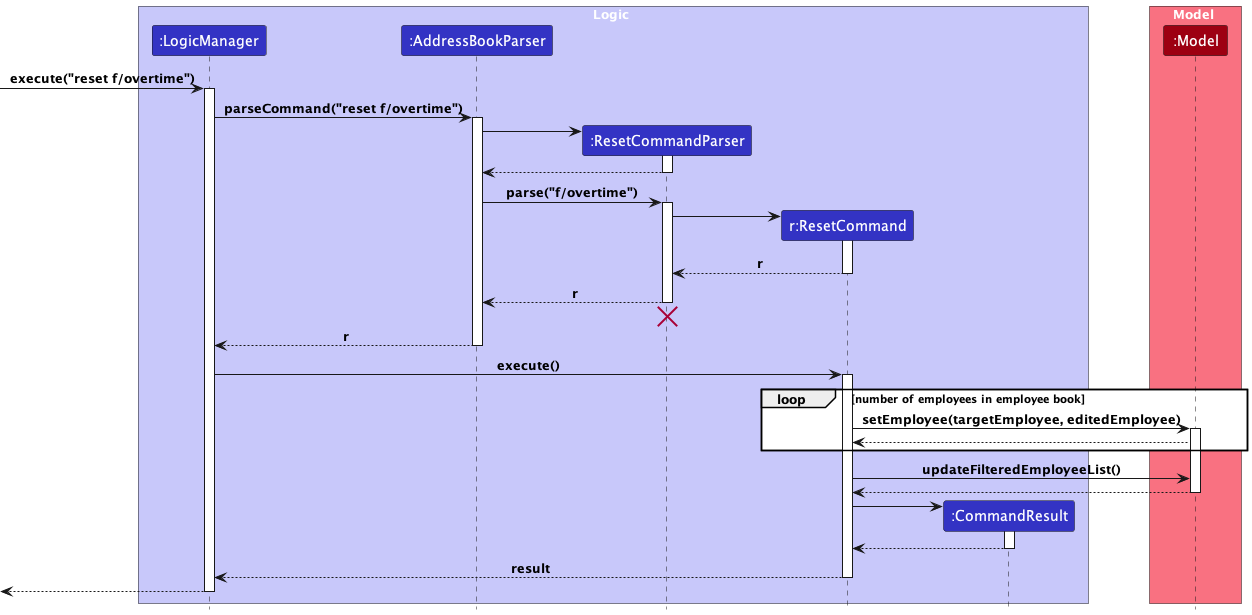 Logic
Model
:LogicManager
:AddressBookParser
:Model
execute("reset f/overtime")
parseCommand("reset f/overtime")
:ResetCommandParser
parse("f/overtime")
r:ResetCommand
r
r
r
execute()
loop
[number of employees in employee book]
setEmployee(targetEmployee, editedEmployee)
updateFilteredEmployeeList()
:CommandResult
result